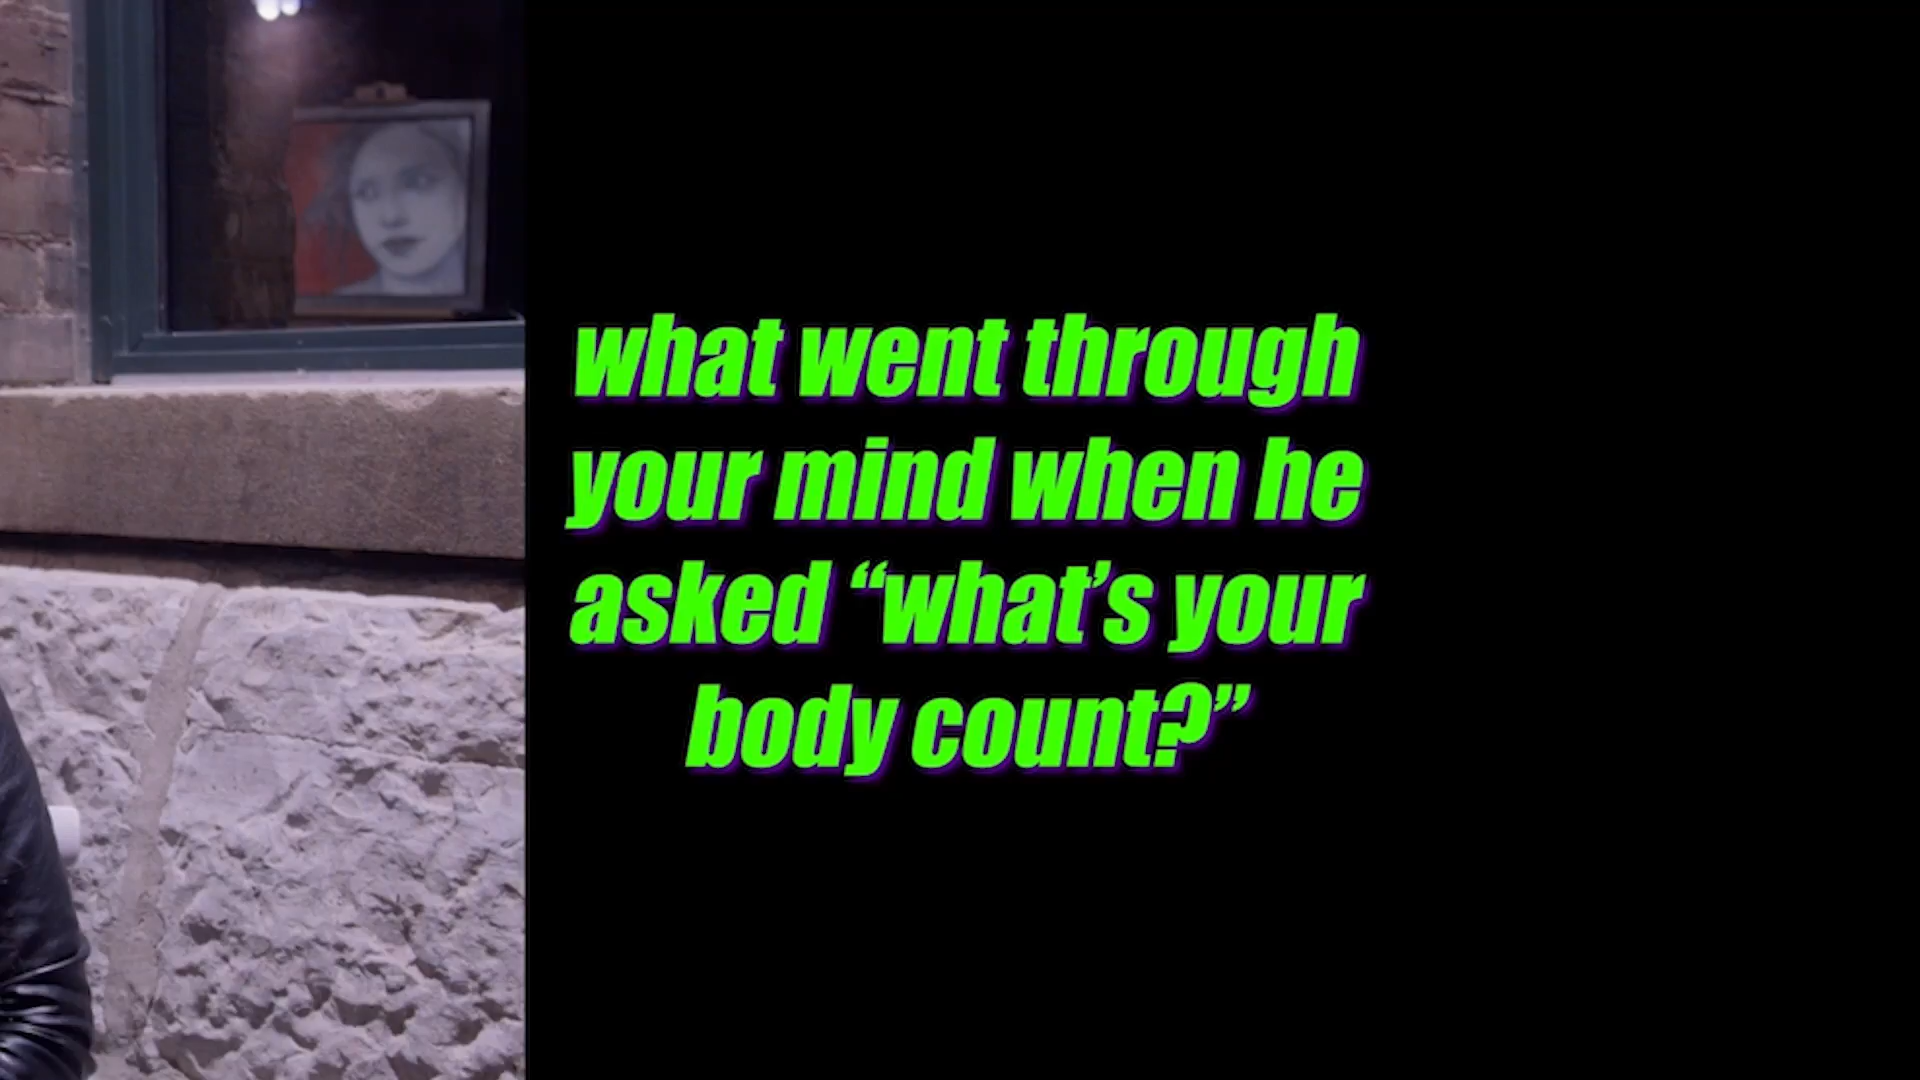 what went through
your mind when he
asked “what’s your
body count?”